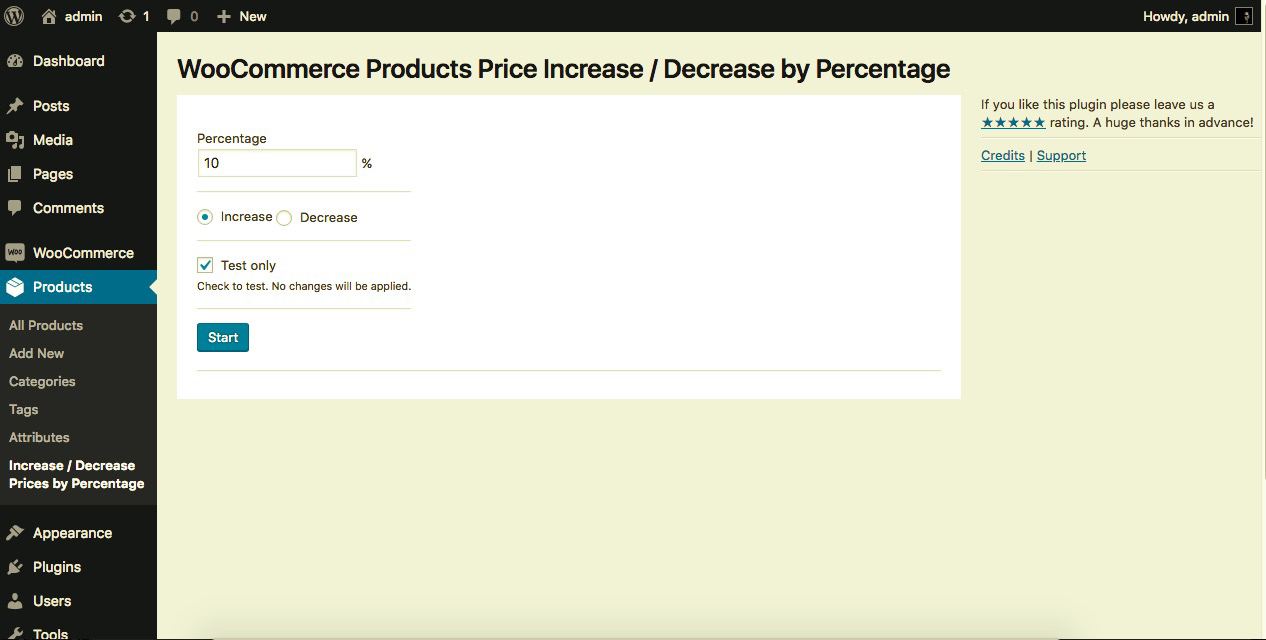 admin 1 0 New Howdy, admin
Dashboard
Posts
Media
Pages
Comments
WOO WooCommerce
Products
All Products
Add New
Categories
Tags
Attributes
Increase / Decrease
Prices by Percentage
Appearance
Plugins
Users
Tools
WooCommerce Products Price Increase / Decrease by Percentage
Percentage
10 %
Increase Decrease
Test only
Check to test. No changes will be applied.
Start
If you like this plugin please leave us a
★★★★★ rating. A huge thanks in advance!
Credits | Support